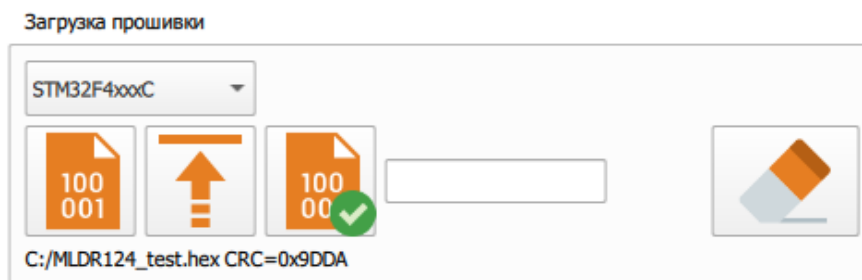 Загрузка прошивки
STM32F4xxxC
100
001
100
00
C:/MLDR124_test.hex CRC=0x9DDA